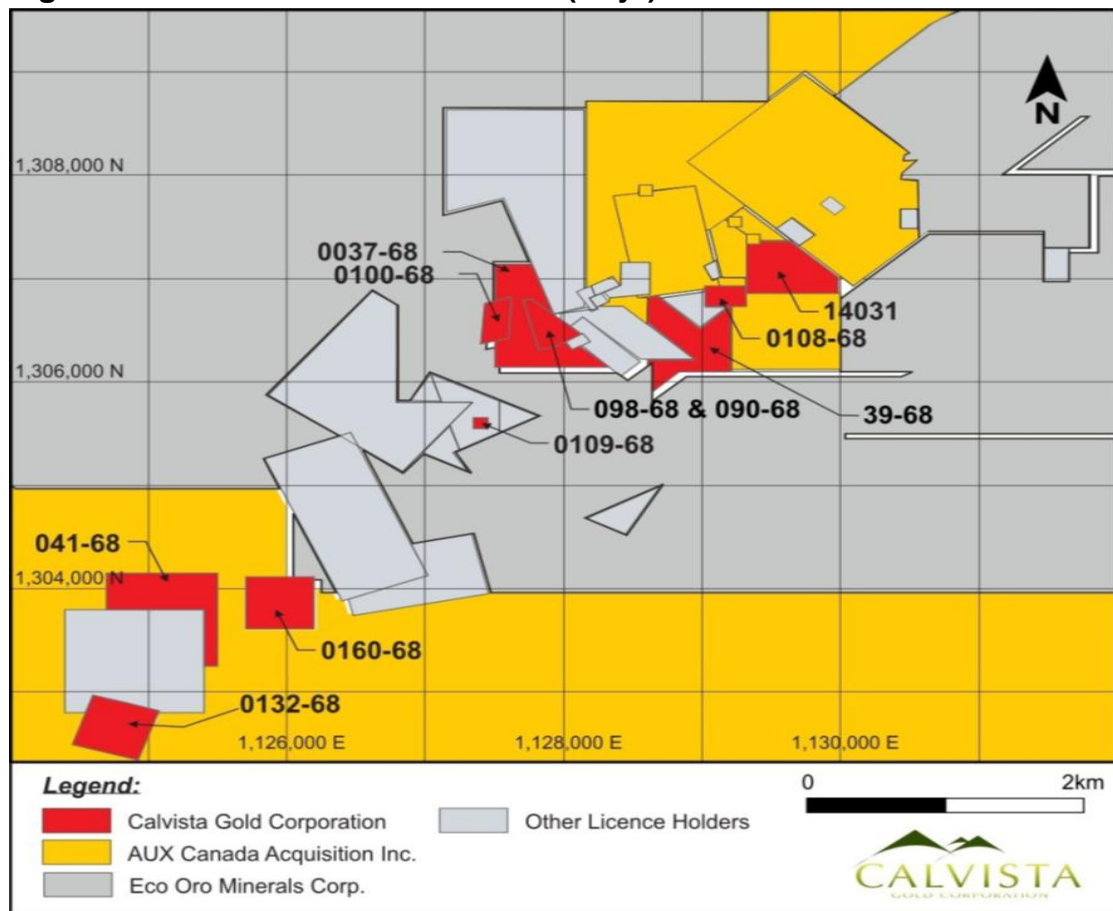 N
1,308,000 N
0037-68
0100-68
14031
0108-68
1,306,000 N
098-68 & 090-68
39-68
0109-68
041-68
1,304,000 N
0160-68
0132-68
1,126,000 E
1,128,000 E
1,130,000 E
Legend:
0
2km
Calvista Gold Corporation
Other Licence Holders
AUX Canada Acquisition Inc.
Eco Oro Minerals Corp.
CALVISTA
GOLD CORPORATION